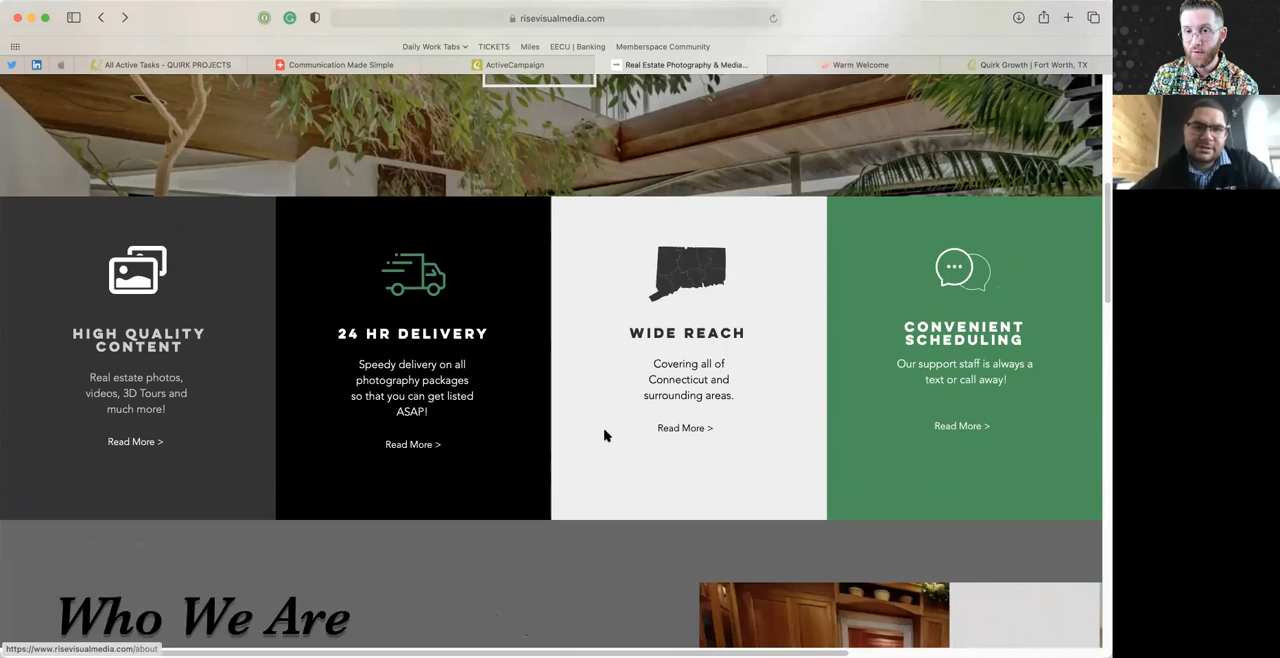 risevisualmedia.com
Daily Work Tabs
TICKETS
Miles
EECU | Banking
Memberspace Community
All Active Tasks - QUIRK PROJECTS
Communication Made Simple
ActiveCampaign
Real Estate Photography & Media...
Warm Welcome
Quirk Growth | Fort Worth, TX
HIGH QUALITY
CONTENT
Real estate photos,
videos, 3D Tours and
much more!
Read More >
24 HR DELIVERY
Speedy delivery on all
photography packages
so that you can get listed
ASAP!
Read More >
WIDE REACH
Covering all of
Connecticut and
surrounding areas.
Read More >
CONVENIENT
SCHEDULING
Our support staff is always a
text or call away!
Read More >
Who We Are
https://www.risevisualmedia.com/about